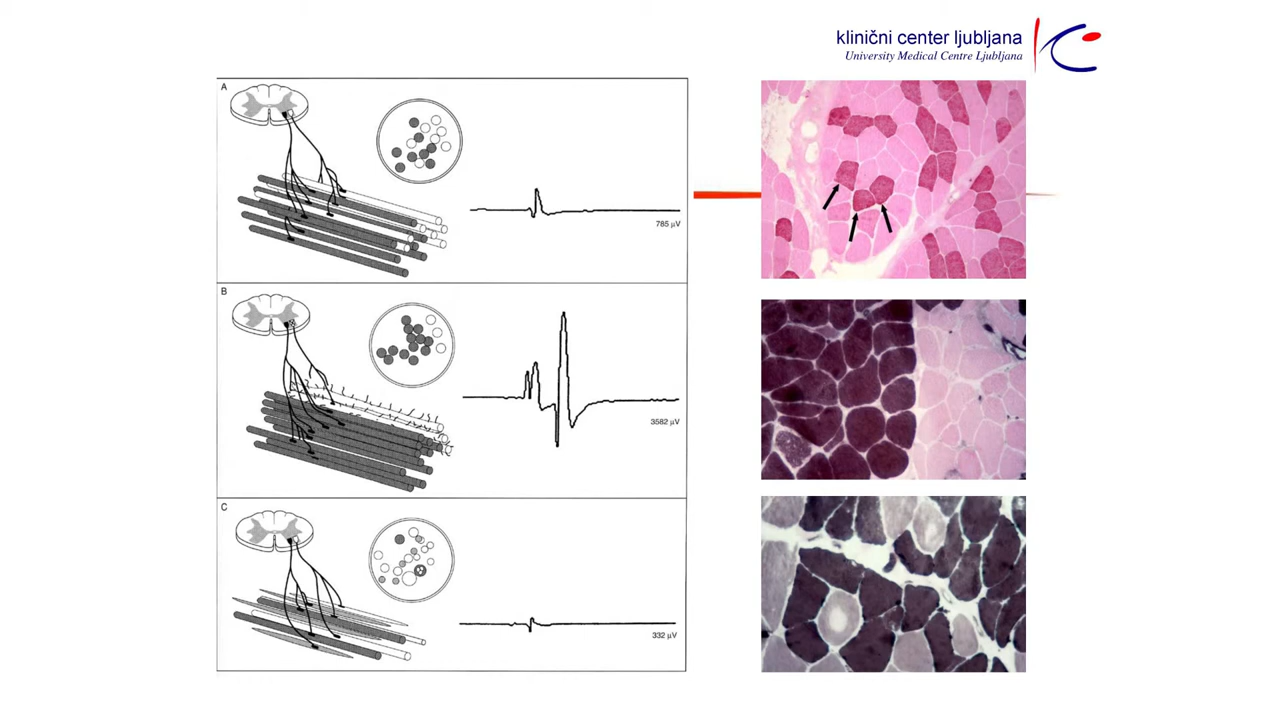 klinični center ljubljana
University Medical Centre Ljubljana
A
785 µV
B
3582 µV
C
332 µV